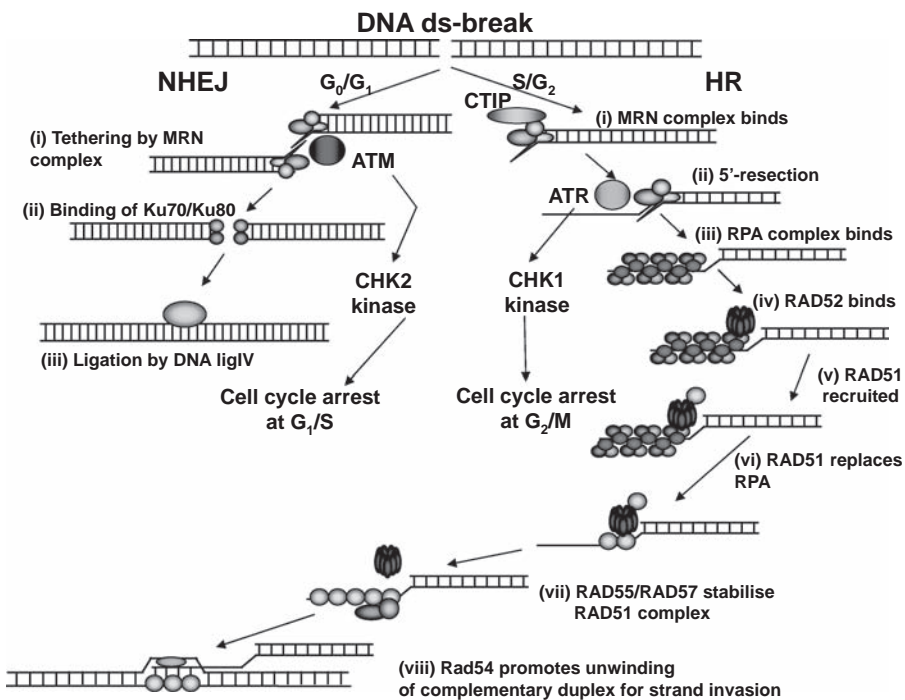 DNA ds-break
NHEJ
G₀/G₁
S/G₂
HR
CTIP
(i) MRN complex binds
(i) Tethering by MRN
complex
ATM
(ii) 5'-resection
ATR
(ii) Binding of Ku70/Ku80
(iii) RPA complex binds
CHK2
kinase
CHK1
kinase
(iv) RAD52 binds
(iii) Ligation by DNA ligIV
(v) RAD51
recruited
Cell cycle arrest
at G₁/S
Cell cycle arrest
at G₂/M
(vi) RAD51 replaces
RPA
(vii) RAD55/RAD57 stabilise
RAD51 complex
(viii) Rad54 promotes unwinding
of complementary duplex for strand invasion